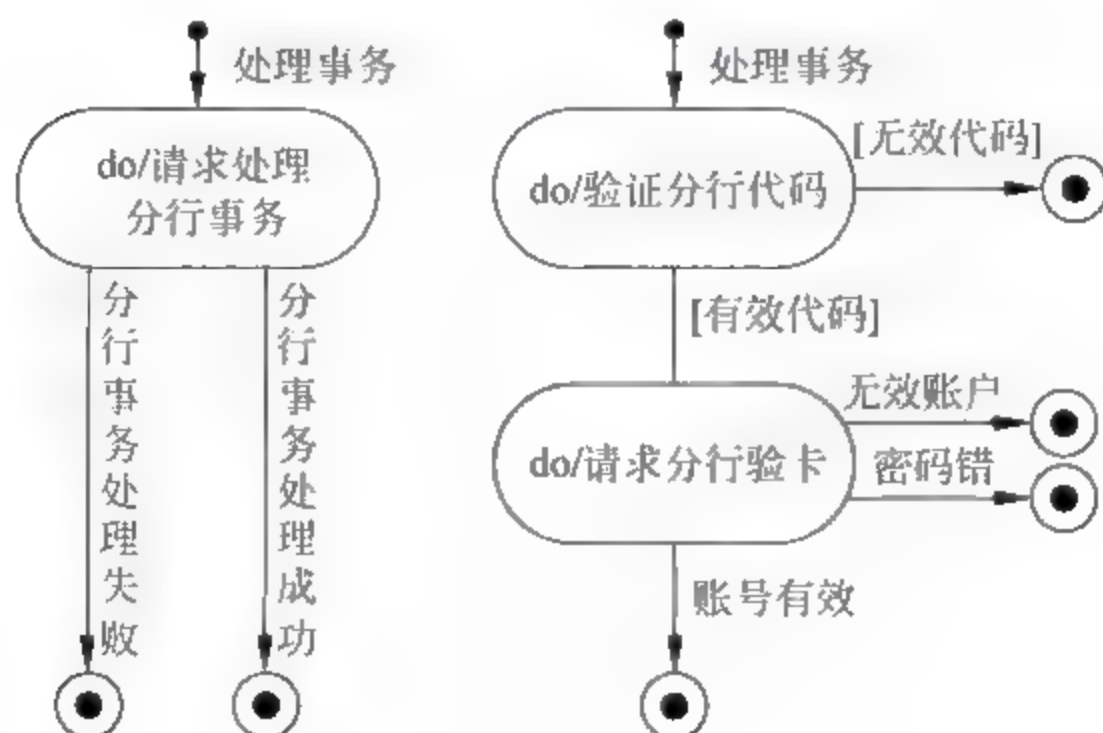 处理事务
do/请求处理
分行事务
分行事务处理失败
分行事务处理成功
处理事务
do/验证分行代码
[无效代码]
[有效代码]
do/请求分行验卡
无效账户
密码错
账号有效